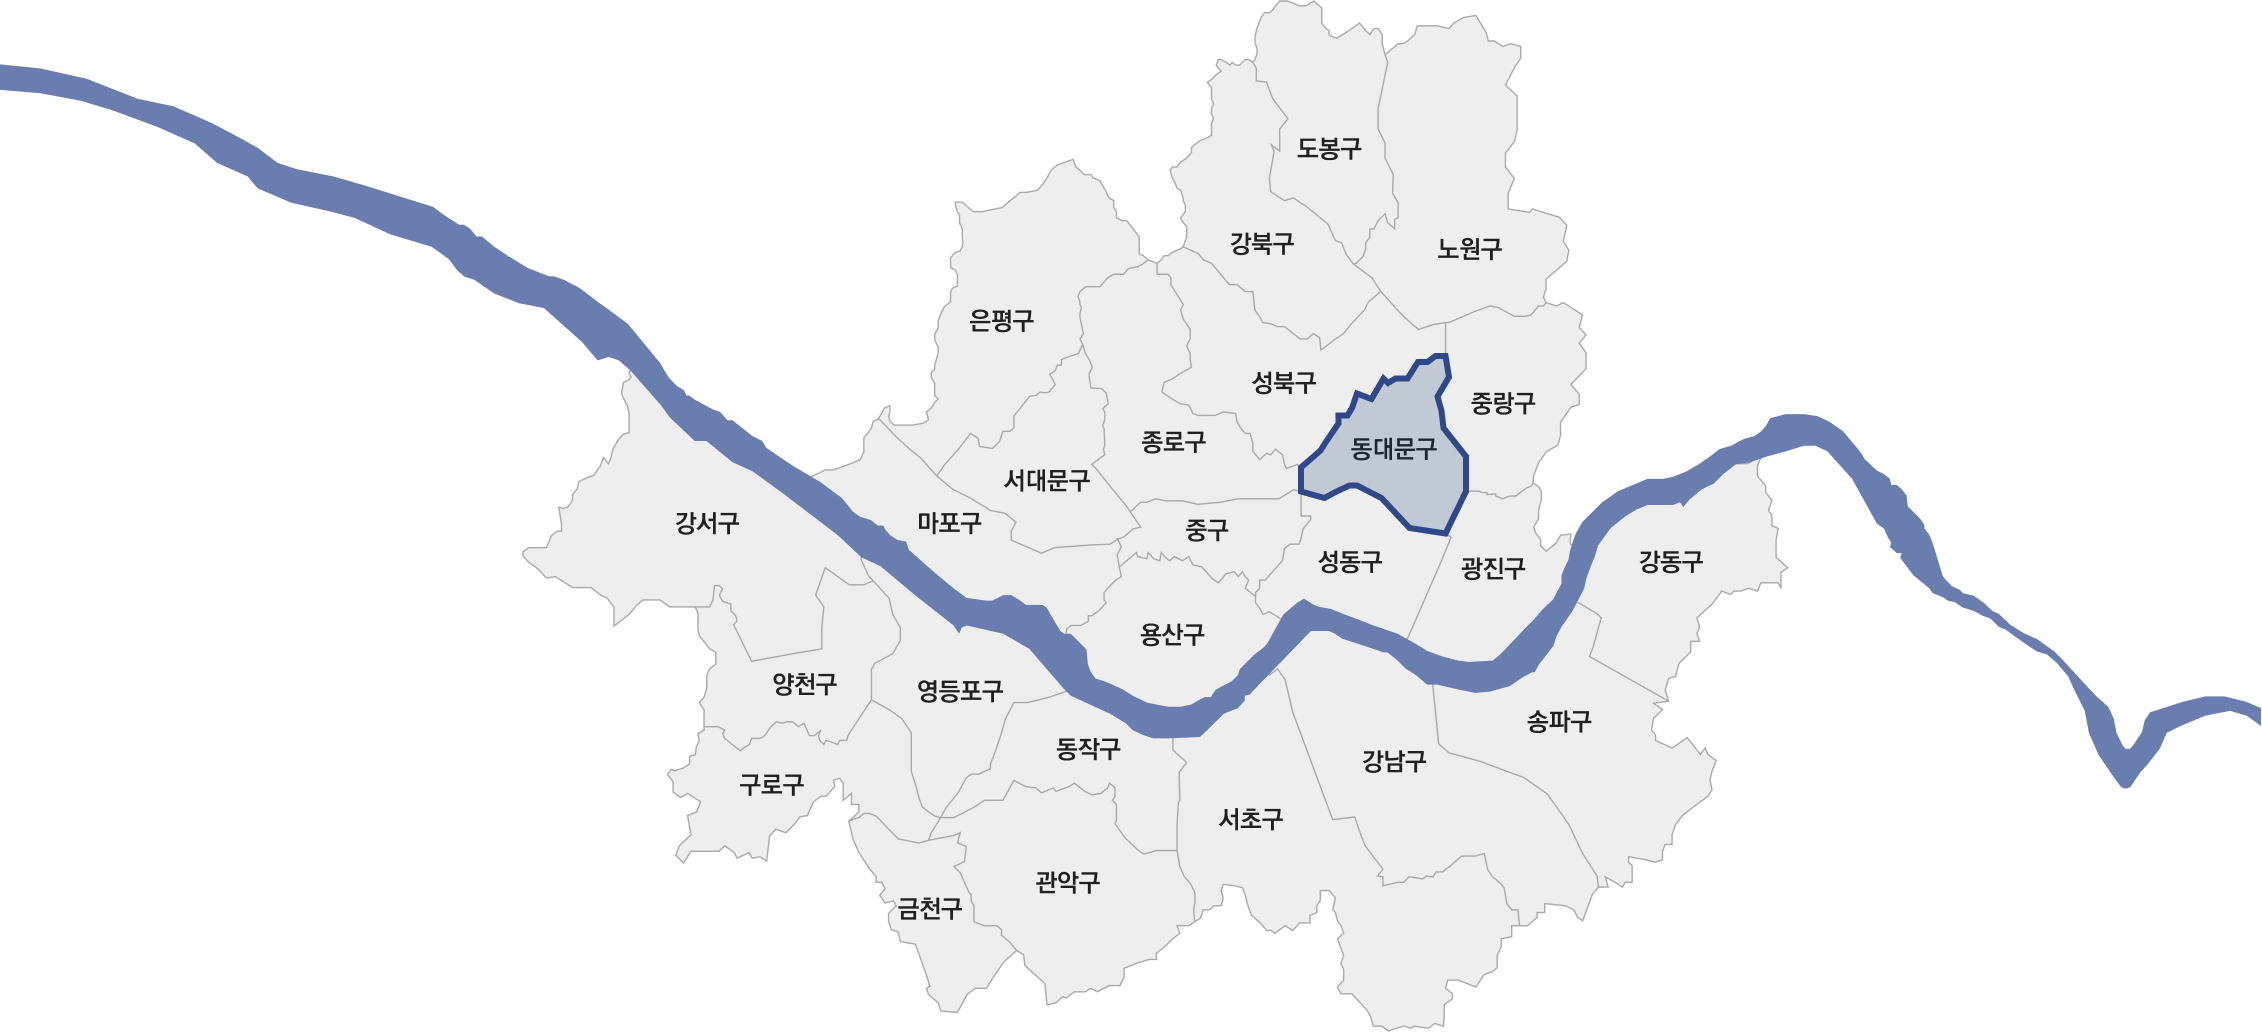 도봉구
강북구
노원구
은평구
성북구
중랑구
종로구
동대문구
서대문구
강서구
마포구
중구
성동구
광진구
강동구
용산구
양천구
영등포구
송파구
동작구
강남구
구로구
서초구
관악구
금천구